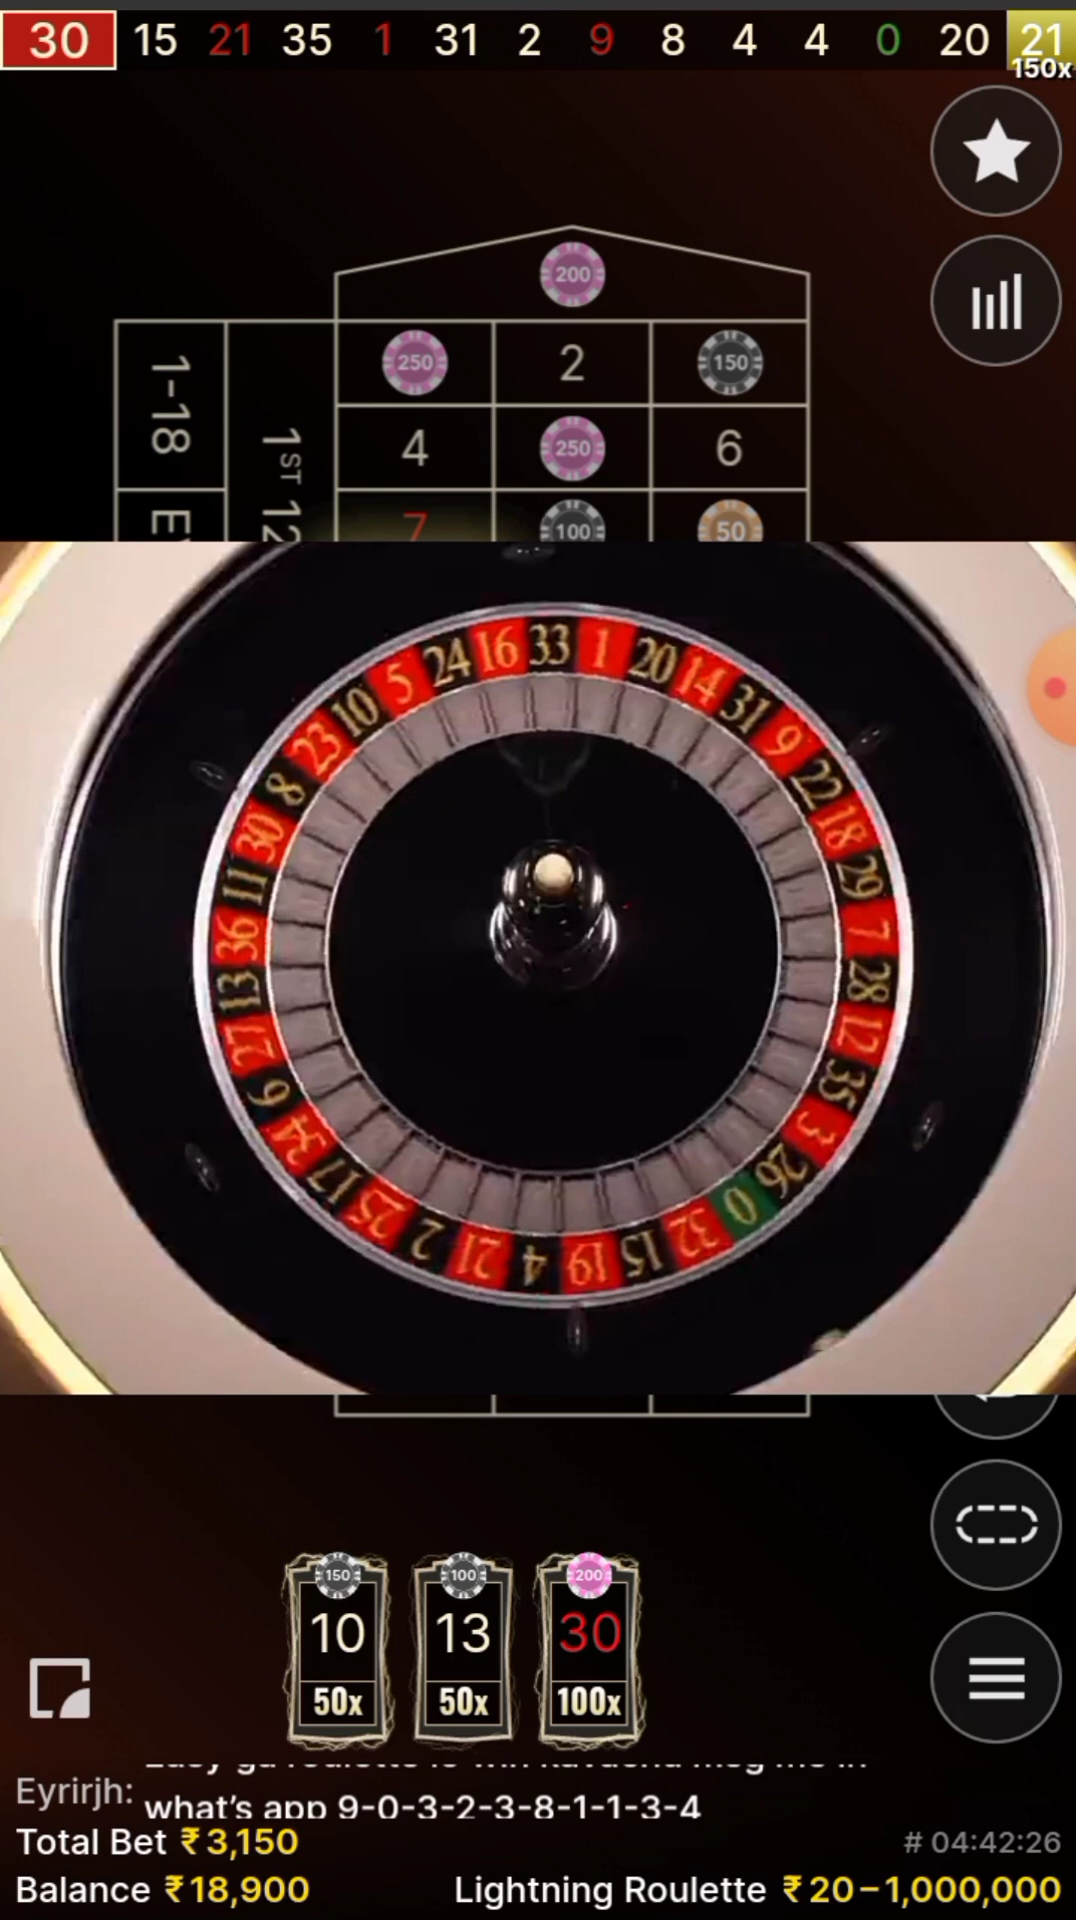 30 15 21 35 1 31 2 9 8 4 4 0 20 21
150x
200
1-18
1ST 12
250 2 150
4 250 6
7 100 50
5 24 16 33 1 20 14 31 9 22 18 29 7 28 12 35 3 26 0 32 15 19 4 21 2 25 17 34 6 27 13 36 11 30 8 23 10
150 100 200
10 13 30
50x 50x 100x
Eyrirjh:
what's app 9-0-3-2-3-8-1-1-3-4
Total Bet ₹3,150 # 04:42:26
Balance ₹18,900 Lightning Roulette ₹20–1,000,000